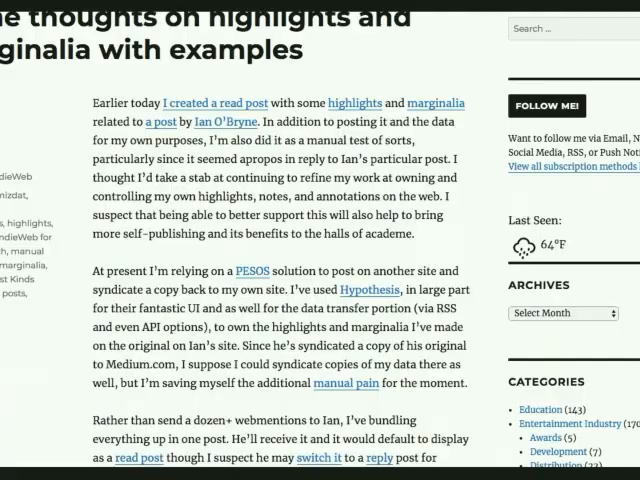 e thoughts on highlights and
ginalia with examples
Earlier today I created a read post with some highlights and marginalia
related to a post by Ian O’Bryne. In addition to posting it and the data
for my own purposes, I’m also did it as a manual test of sorts,
particularly since it seemed apropos in reply to Ian’s particular post. I
thought I’d take a stab at continuing to refine my work at owning and
controlling my own highlights, notes, and annotations on the web. I
suspect that being able to better support this will also help to bring
more self-publishing and its benefits to the halls of academe.
At present I’m relying on a PESOS solution to post on another site and
syndicate a copy back to my own site. I’ve used Hypothesis, in large part
for their fantastic UI and as well for the data transfer portion (via RSS
and even API options), to own the highlights and marginalia I’ve made
on the original on Ian’s site. Since he’s syndicated a copy of his original
to Medium.com, I suppose I could syndicate copies of my data there as
well, but I’m saving myself the additional manual pain for the moment.
Rather than send a dozen+ webmentions to Ian, I’ve bundling
everything up in one post. He’ll receive it and it would default to display
as a read post though I suspect he may switch it to a reply post for
dieWeb
mizdat,
s, highlights,
ndieWeb for
h, manual
marginalia,
st Kinds
posts,
Search …
FOLLOW ME!
Want to follow me via Email, N
Social Media, RSS, or Push Noti
View all subscription methods
Last Seen:
64°F
ARCHIVES
Select Month
CATEGORIES
Education (143)
Entertainment Industry (170
Awards (5)
Development (7)
Distribution (23)